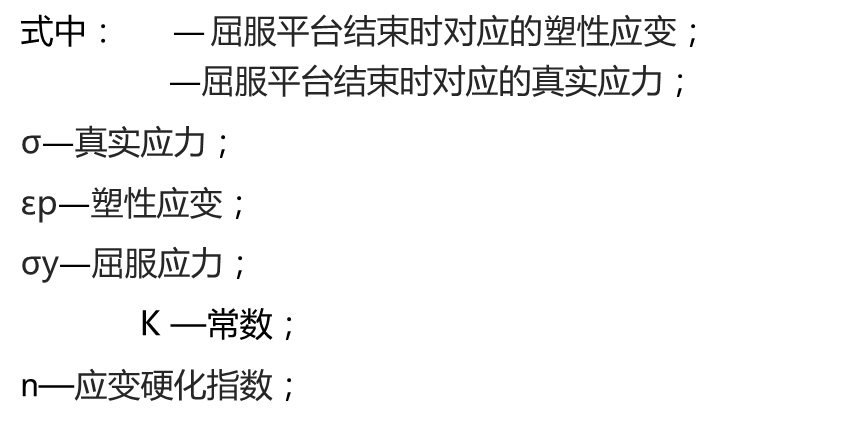 式中： — 屈服平台结束时对应的塑性应变；
—屈服平台结束时对应的真实应力；
σ—真实应力；
εp—塑性应变；
σy—屈服应力；
K —常数；
n—应变硬化指数；